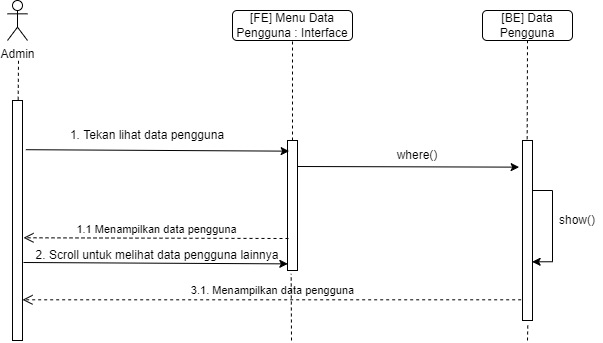 Admin
[FE] Menu Data
Pengguna : Interface
[BE] Data
Pengguna
1. Tekan lihat data pengguna
where()
show()
1.1 Menampilkan data pengguna
2. Scroll untuk melihat data pengguna lainnya
3.1. Menampilkan data pengguna